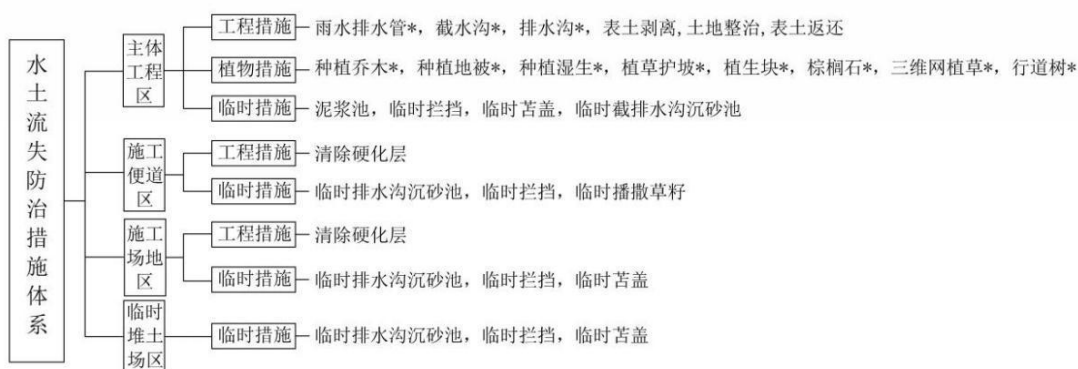 水土流失防治措施体系
主体工程区
工程措施
雨水排水管*，截水沟*，排水沟*，表土剥离,土地整治,表土返还
植物措施
种植乔木*，种植地被*，种植湿生*，植草护坡*，植生块*，棕榈石*，三维网植草*，行道树*
临时措施
泥浆池，临时拦挡，临时苫盖，临时截排水沟沉砂池
施工便道区
工程措施
清除硬化层
临时措施
临时排水沟沉砂池，临时拦挡，临时播撒草籽
施工场地区
工程措施
清除硬化层
临时措施
临时排水沟沉砂池，临时拦挡，临时苫盖
临时堆土场区
临时措施
临时排水沟沉砂池，临时拦挡，临时苫盖